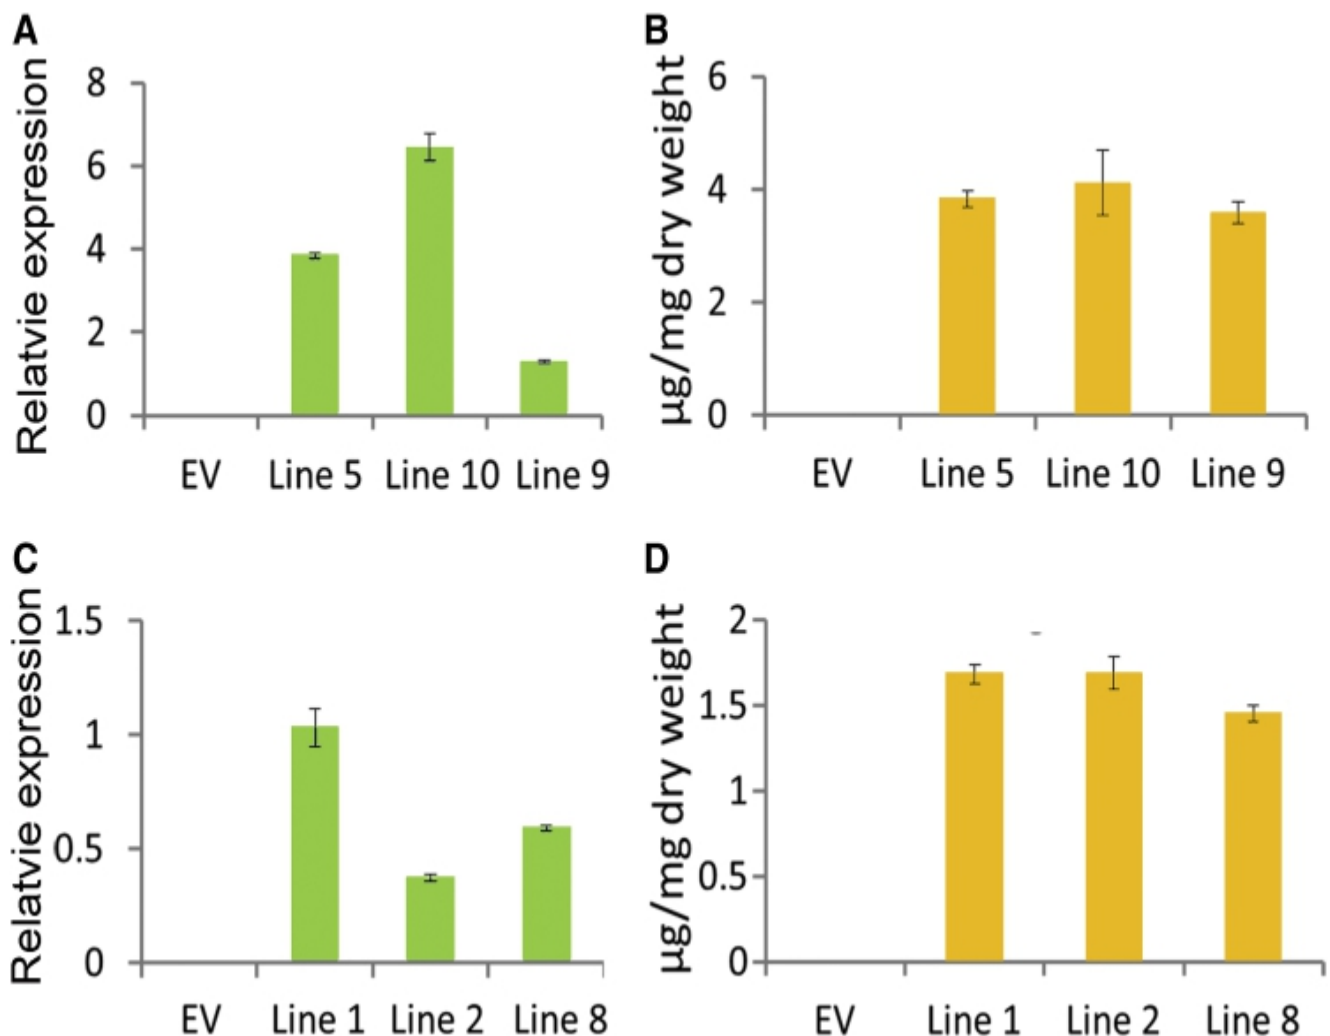 A
Relatvie expression
8
6
4
2
0
EV Line 5 Line 10 Line 9
B
µg/mg dry weight
6
4
2
0
EV Line 5 Line 10 Line 9
C
Relatvie expression
1.5
1
0.5
0
EV Line 1 Line 2 Line 8
D
µg/mg dry weight
2
1.5
1
0.5
0
EV Line 1 Line 2 Line 8